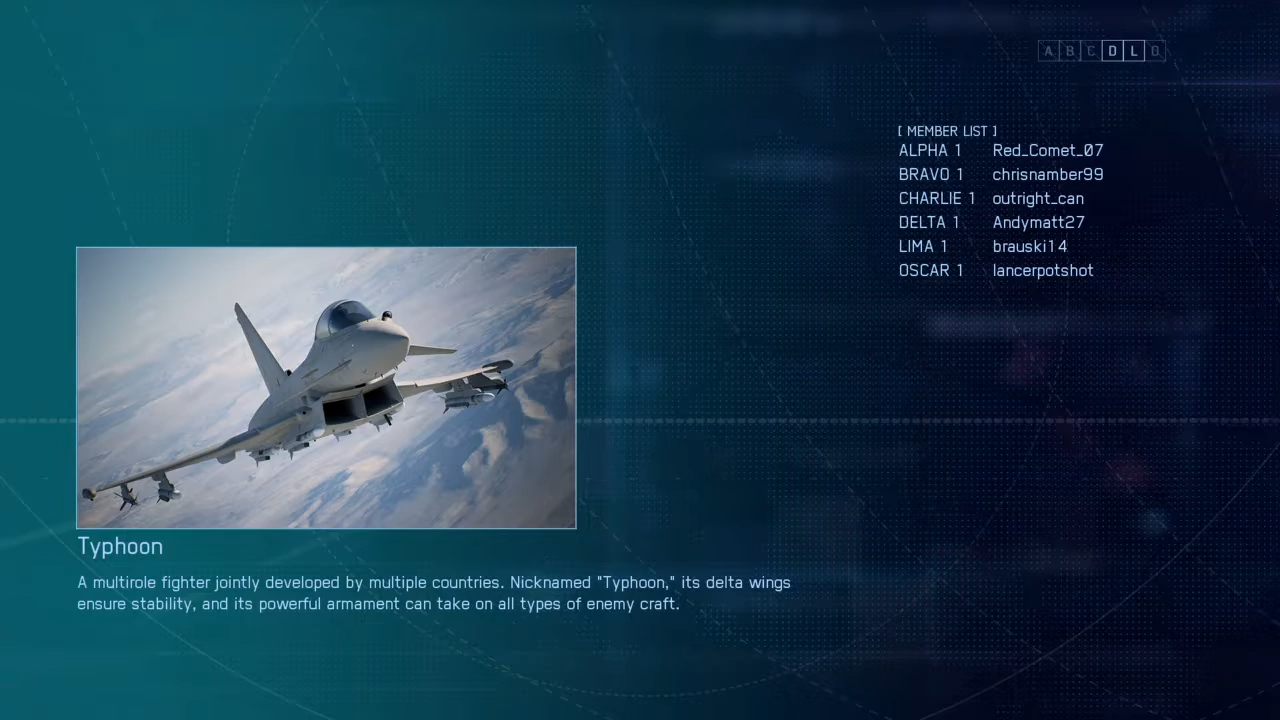 A B C D L O
[ MEMBER LIST ]
ALPHA 1 Red_Comet_07
BRAVO 1 chrisnamber99
CHARLIE 1 outright_can
DELTA 1 Andymatt27
LIMA 1 brauski14
OSCAR 1 lancerpotshot
Typhoon
A multirole fighter jointly developed by multiple countries. Nicknamed "Typhoon," its delta wings
ensure stability, and its powerful armament can take on all types of enemy craft.